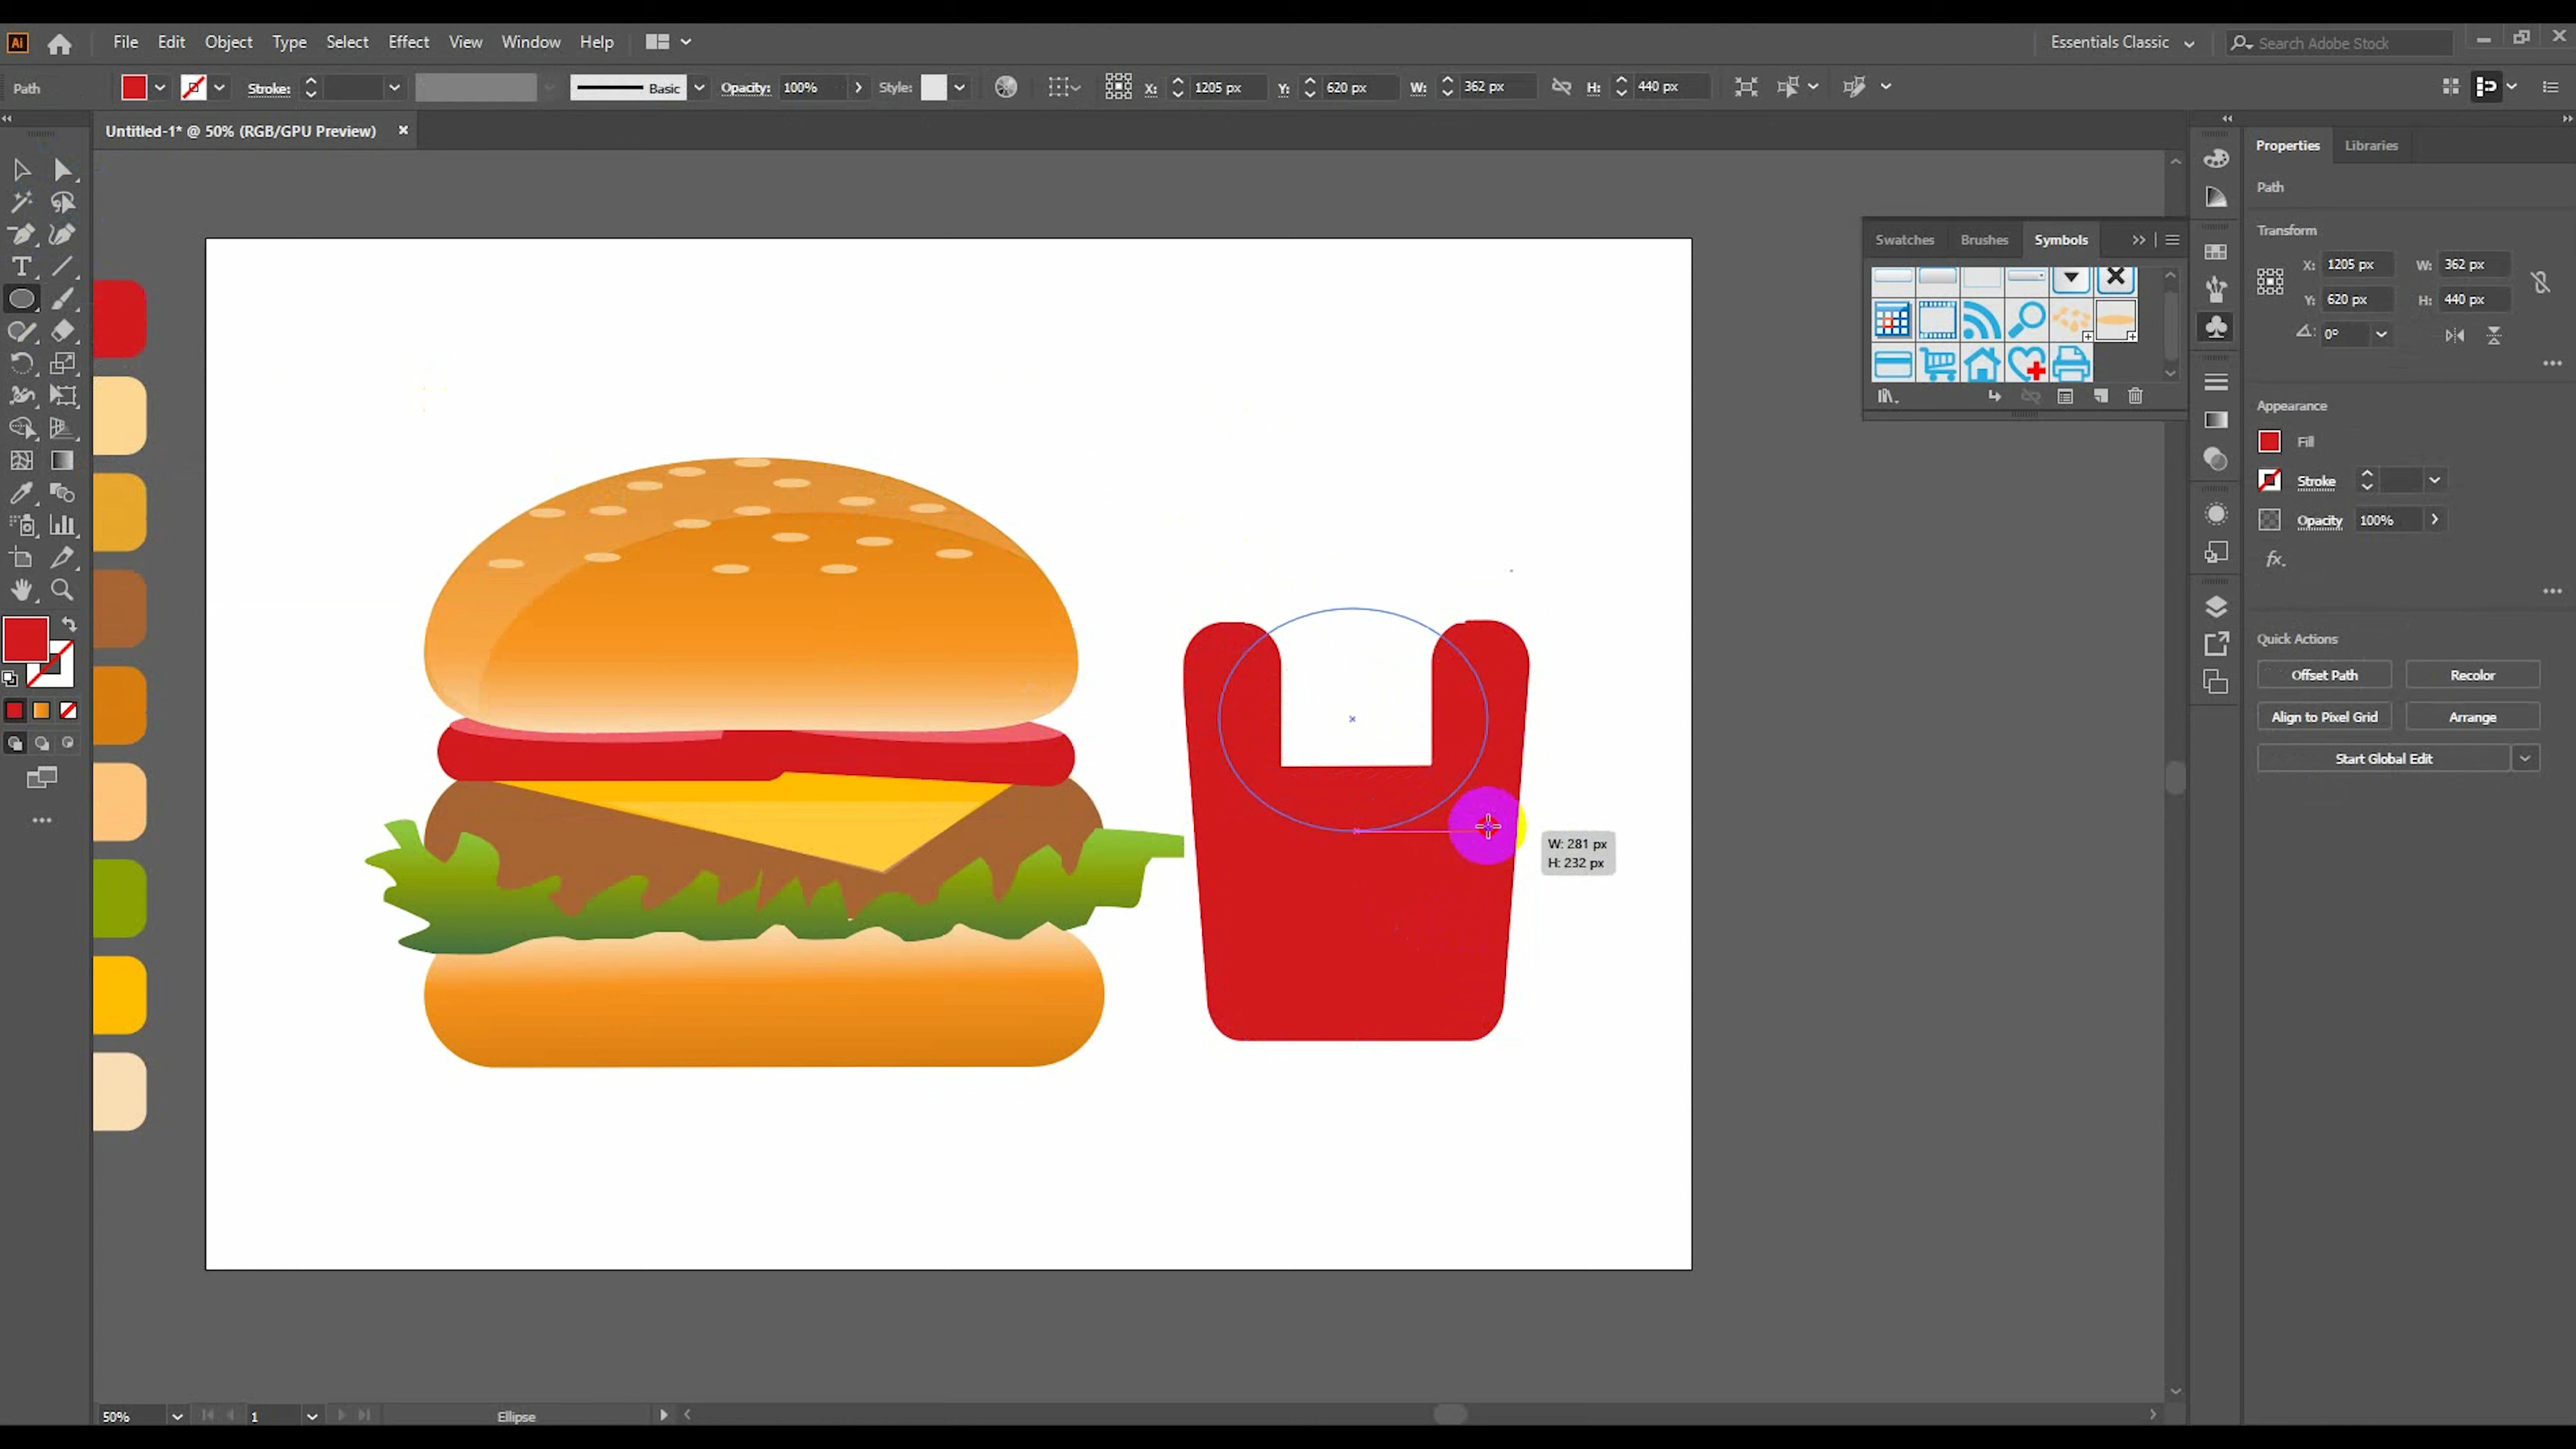 Ai File Edit Object Type Select Effect View Window Help Essentials Classic Search Adobe Stock
Path Stroke: Basic Opacity: 100% Style: X: 1205 px Y: 620 px W: 362 px H: 440 px
Untitled-1* @ 50% (RGB/GPU Preview)
Swatches Brushes Symbols
W: 281 px
H: 232 px
Properties Libraries
Path
Transform
X: 1205 px W: 362 px
Y: 620 px H: 440 px
0°
Appearance
Fill
Stroke
Opacity 100%
fx
Quick Actions
Offset Path Recolor
Align to Pixel Grid Arrange
Start Global Edit
50% 1 Ellipse